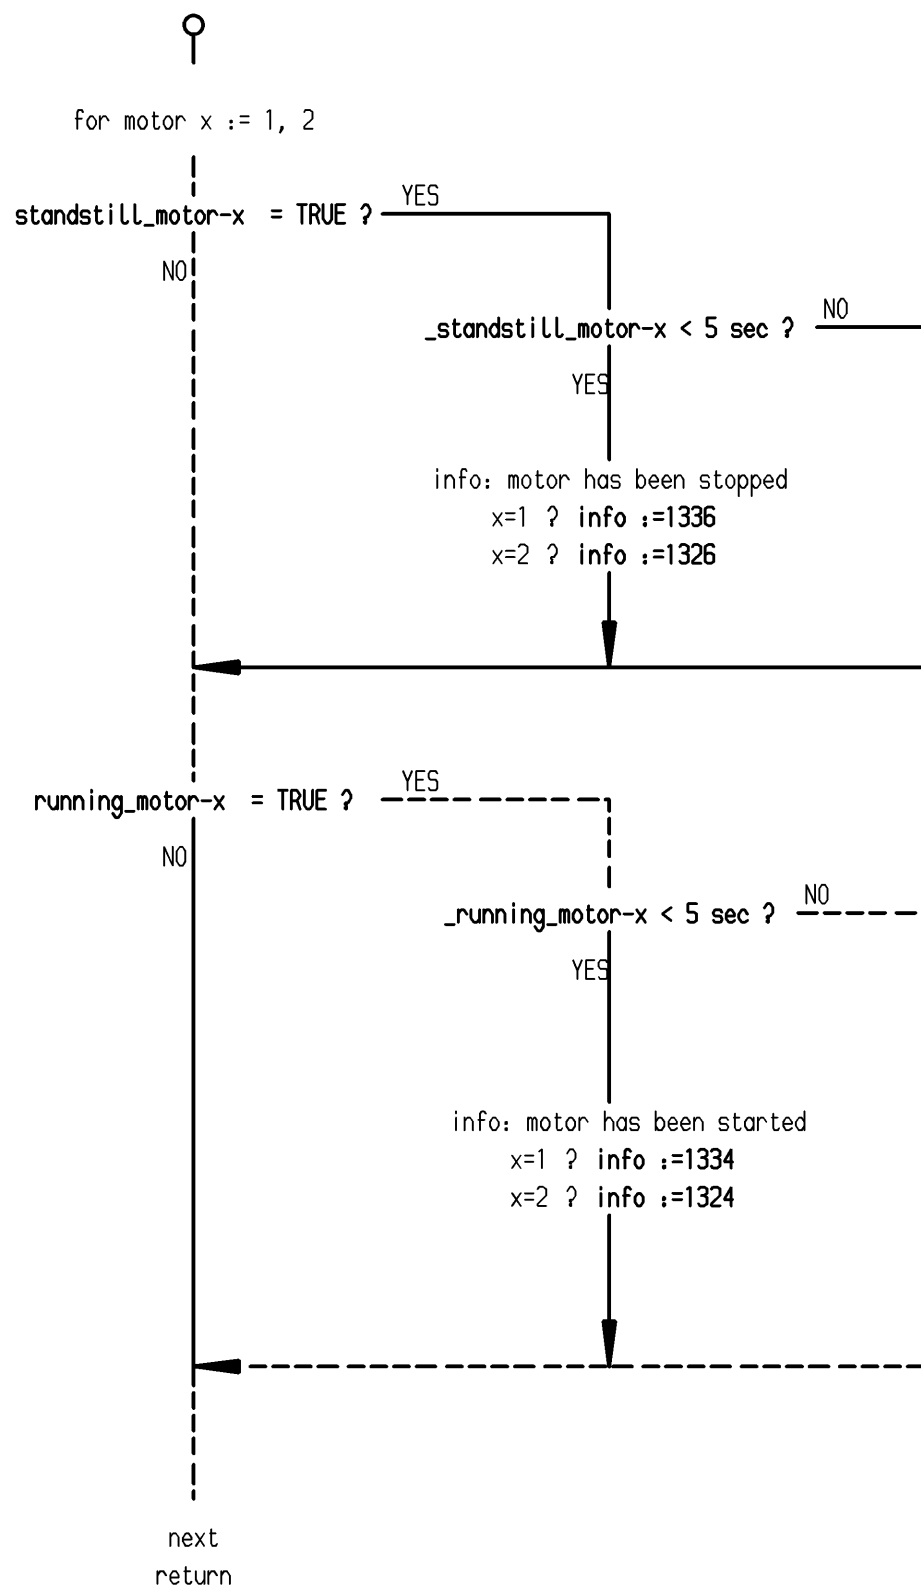 for motor x := 1, 2
standstill_motor-x = TRUE ? YES
NO
_standstill_motor-x < 5 sec ? NO
YES
info: motor has been stopped
x=1 ? info :=1336
x=2 ? info :=1326
running_motor-x = TRUE ? YES
NO
_running_motor-x < 5 sec ? NO
YES
info: motor has been started
x=1 ? info :=1334
x=2 ? info :=1324
next
return